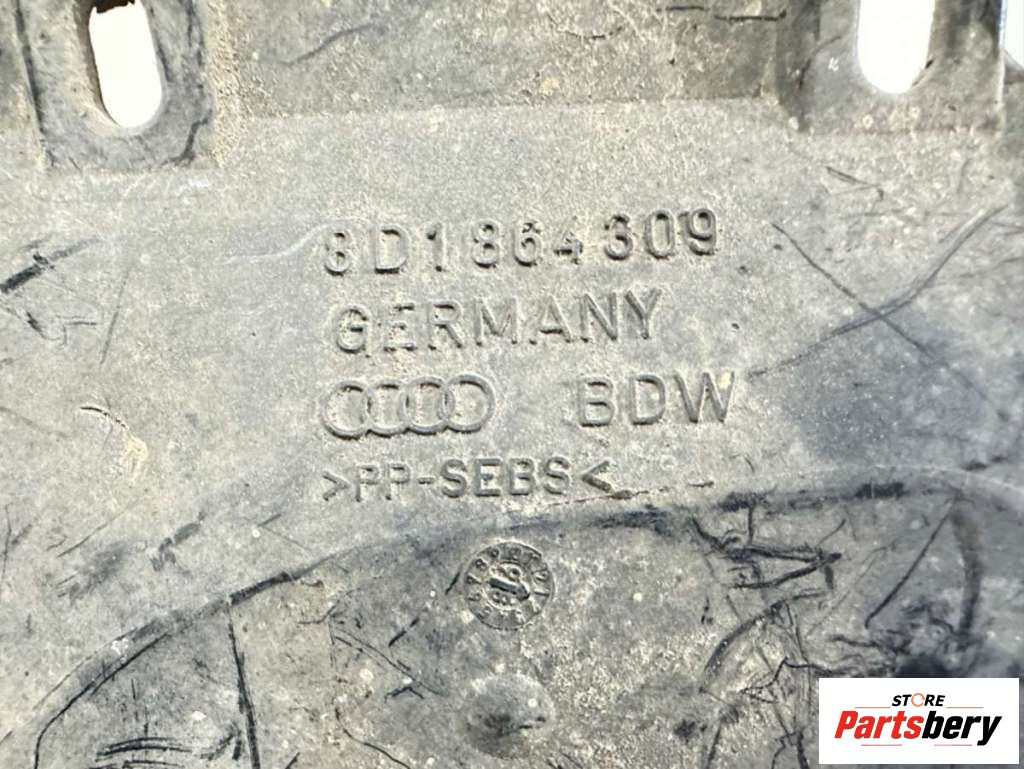 8D1864309
GERMANY
BDW
>PP-SEBS<
STORE
Partsbery